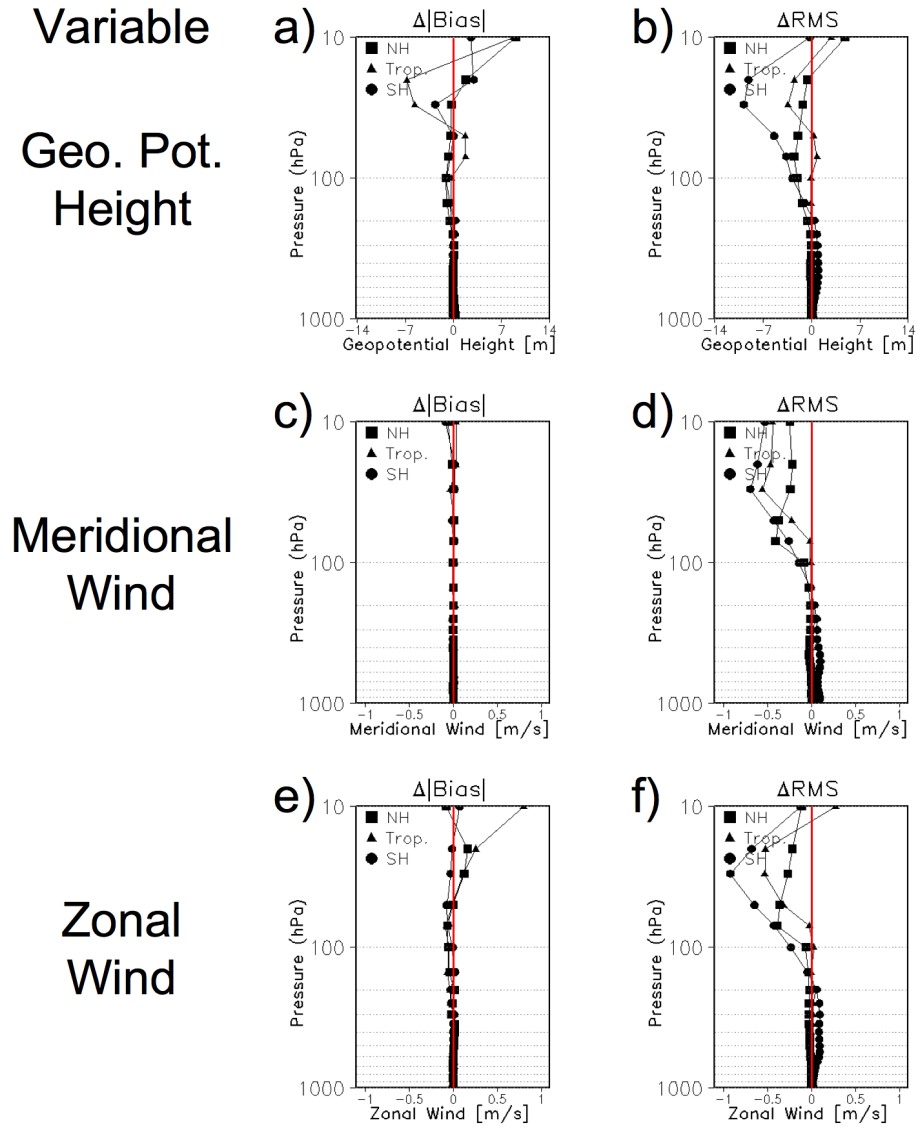 Variable
a)
Δ|Bias|
b)
ΔRMS
10
NH
Trop.
SH
100
1000
Pressure (hPa)
-14 -7 0 7 14
Geopotential Height [m]
10
NH
Trop.
SH
100
1000
Pressure (hPa)
-14 -7 0 7 14
Geopotential Height [m]
Geo. Pot.
Height
c)
Δ|Bias|
d)
ΔRMS
10
NH
Trop.
SH
100
1000
Pressure (hPa)
-1 -0.5 0 0.5 1
Meridional Wind [m/s]
10
NH
Trop.
SH
100
1000
Pressure (hPa)
-1 -0.5 0 0.5 1
Meridional Wind [m/s]
Meridional
Wind
e)
Δ|Bias|
f)
ΔRMS
10
NH
Trop.
SH
100
1000
Pressure (hPa)
-1 -0.5 0 0.5 1
Zonal Wind [m/s]
10
NH
Trop.
SH
100
1000
Pressure (hPa)
-1 -0.5 0 0.5 1
Zonal Wind [m/s]
Zonal
Wind